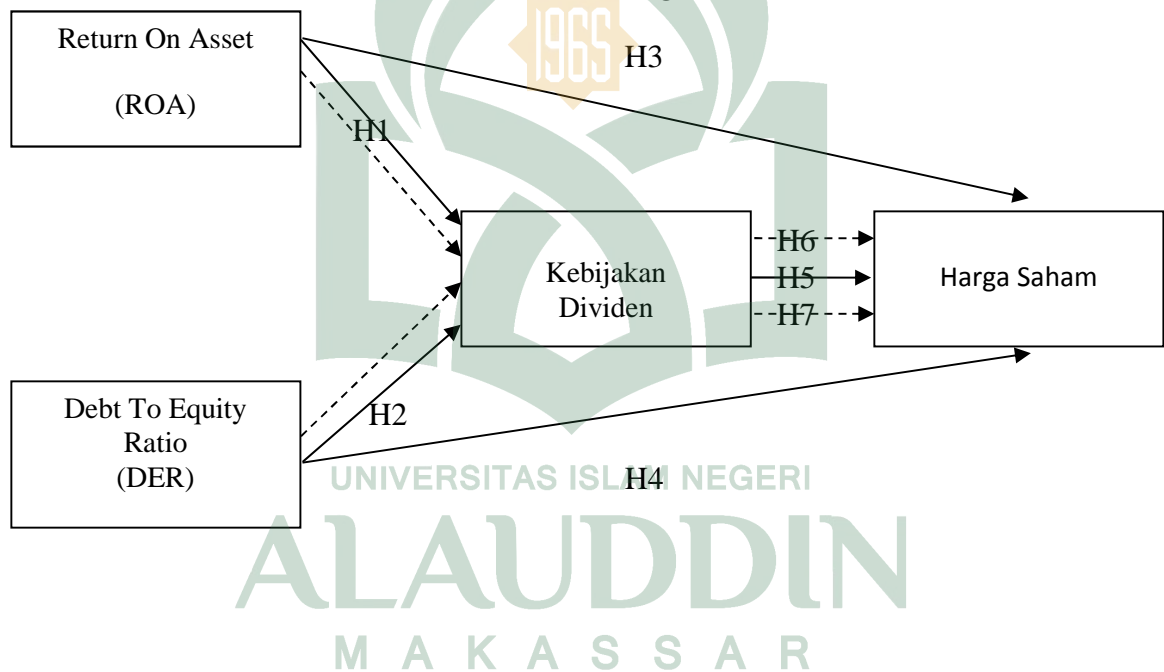 Return On Asset
(ROA)
1965
H3
H1
H6
Kebijakan
Dividen
H5
Harga Saham
H7
Debt To Equity
Ratio
(DER)
H2
H4
UNIVERSITAS ISLAM NEGERI
ALAUDDIN
MAKASSAR